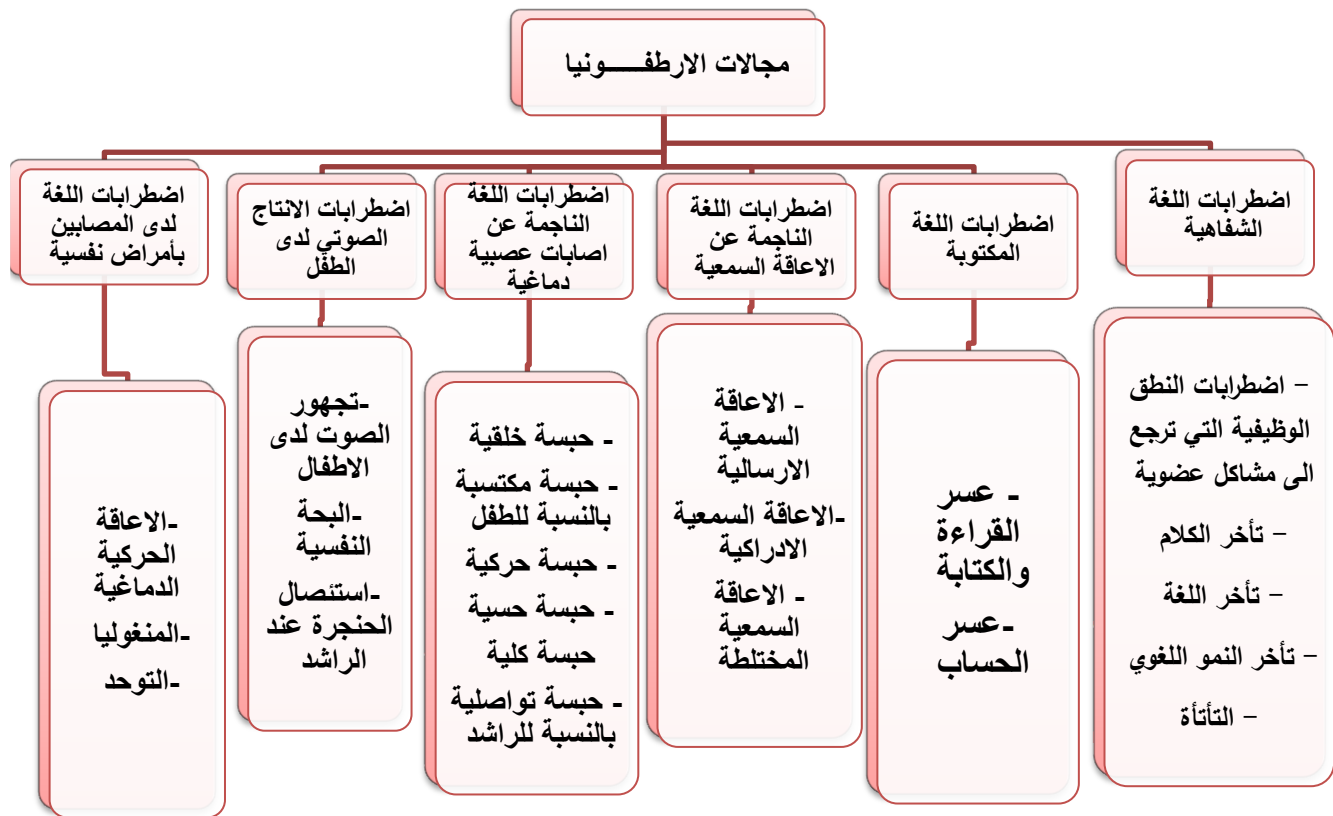 مجالات الارطفـــــونيا
اضطرابات اللغة
الشفاهية
اضطرابات اللغة
المكتوبة
اضطرابات اللغة
الناجمة عن
الاعاقة السمعية
اضطرابات اللغة
الناجمة عن
اصابات عصبية
دماغية
اضطرابات الانتاج
الصوتي لدى
الطفل
اضطرابات اللغة
لدى المصابين
بأمراض نفسية
– اضطرابات النطق
الوظيفية التي ترجع
الى مشاكل عضوية
– تأخر الكلام
– تأخر اللغة
– تأخر النمو اللغوي
– التأتأة
- عسر
القراءة
والكتابة
-عسر
الحساب
- الاعاقة
السمعية
الارسالية
-الاعاقة السمعية
الادراكية
- الاعاقة
السمعية
المختلطة
- حبسة خلقية
- حبسة مكتسبة
بالنسبة للطفل
- حبسة حركية
- حبسة حسية
حبسة كلية
- حبسة تواصلية
بالنسبة للراشد
-تجهور
الصوت لدى
الاطفال
-البحة
النفسية
-استئصال
الحنجرة عند
الراشد
-الاعاقة
الحركية
الدماغية
-المنغوليا
-التوحد